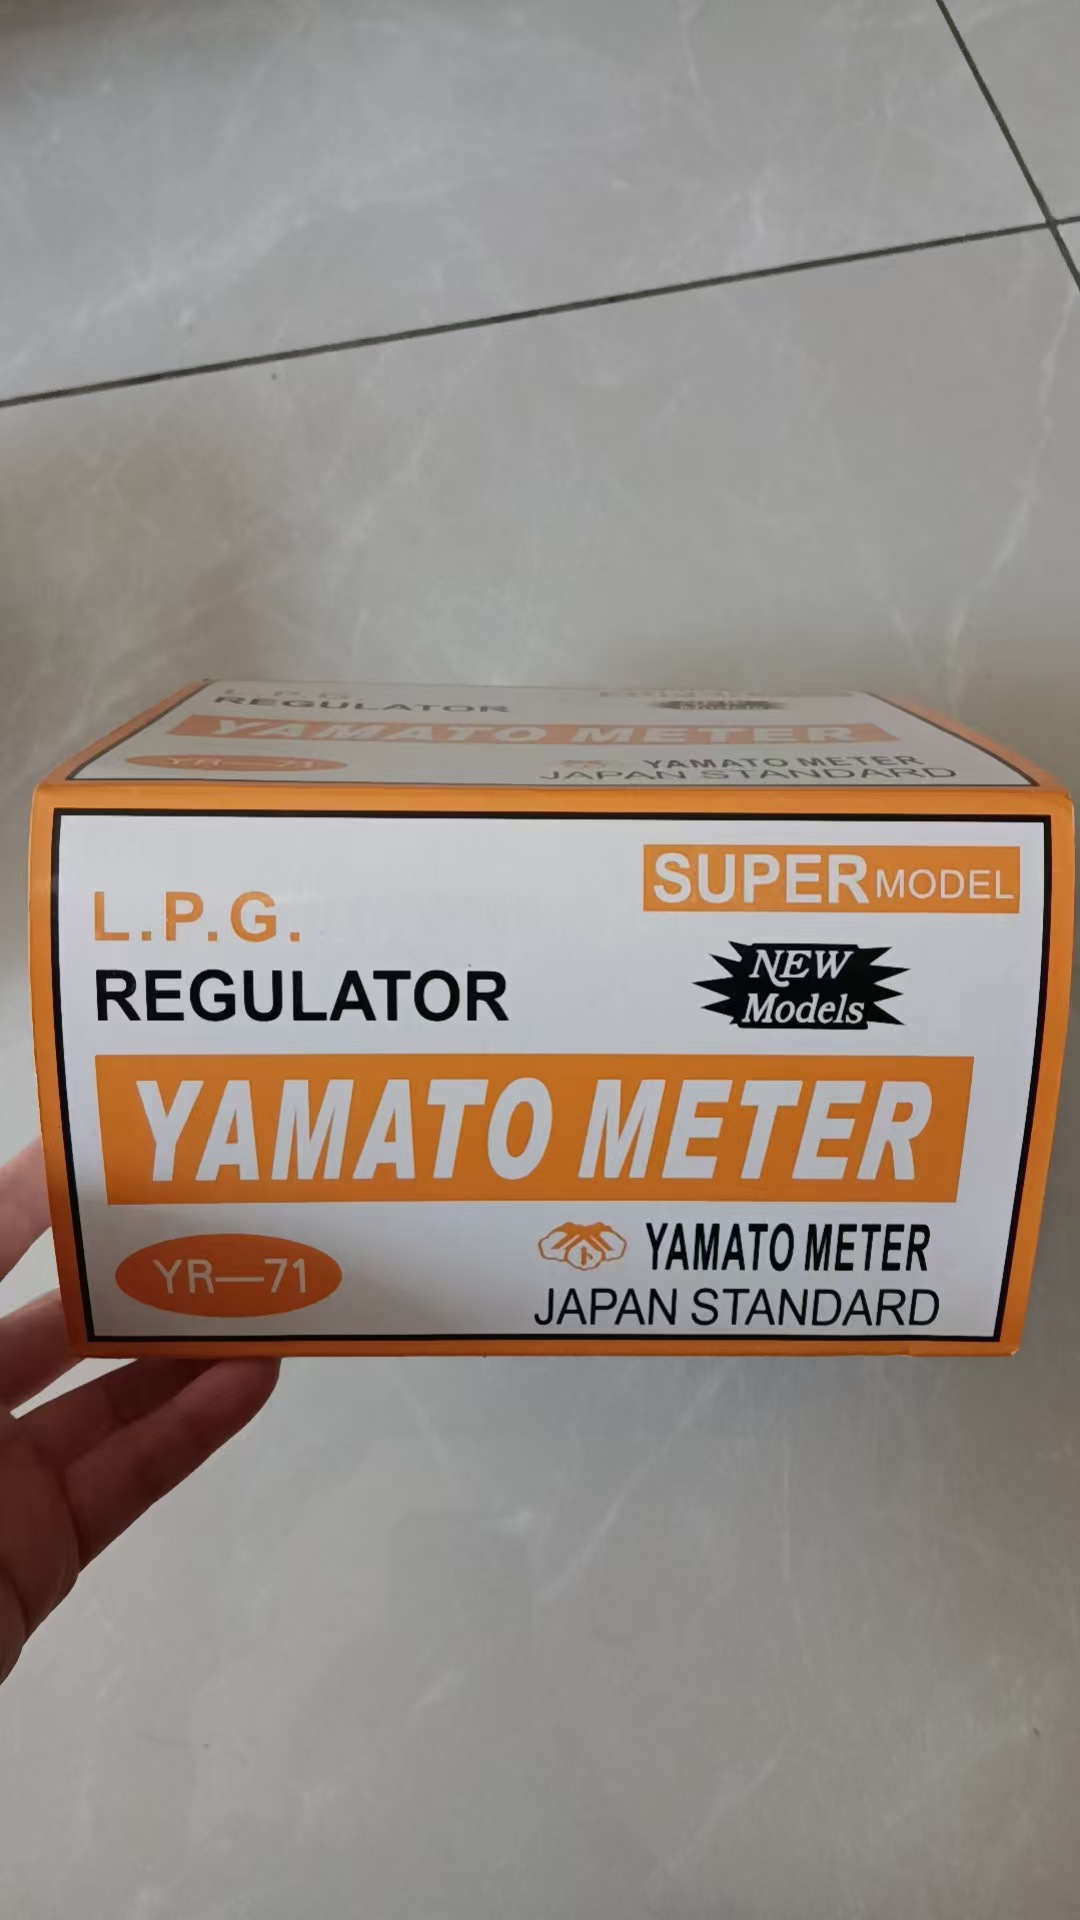 L.P.G.
REGULATOR
YAMATO METER
YR—71
YAMATO METER
JAPAN STANDARD
SUPER MODEL
L.P.G.
REGULATOR
NEW
Models
YAMATO METER
YR—71
YAMATO METER
JAPAN STANDARD